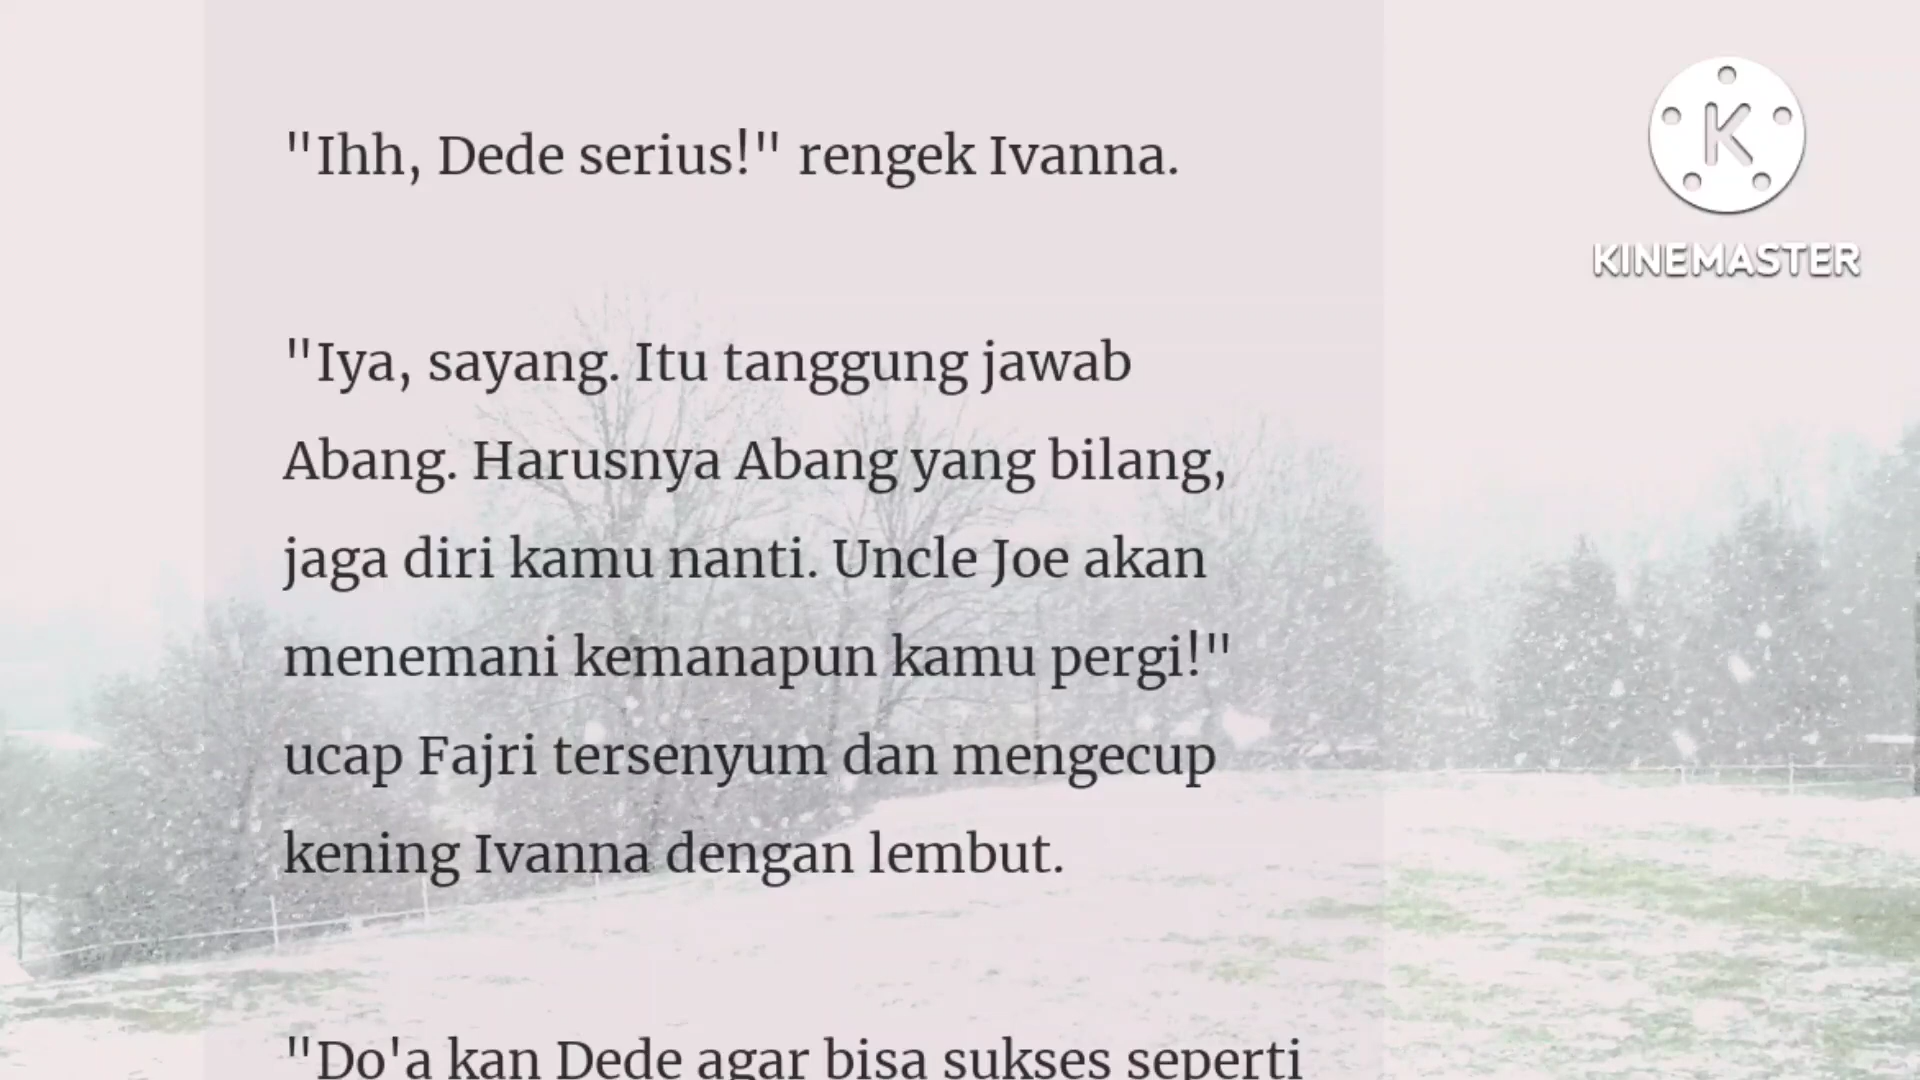 "Ihh, Dede serius!" rengek Ivanna.
"Iya, sayang. Itu tanggung jawab
Abang. Harusnya Abang yang bilang,
jaga diri kamu nanti. Uncle Joe akan
menemani kemanapun kamu pergi!"
ucap Fajri tersenyum dan mengecup
kening Ivanna dengan lembut.
"Do'a kan Dede agar bisa sukses seperti
K
KINEMASTER